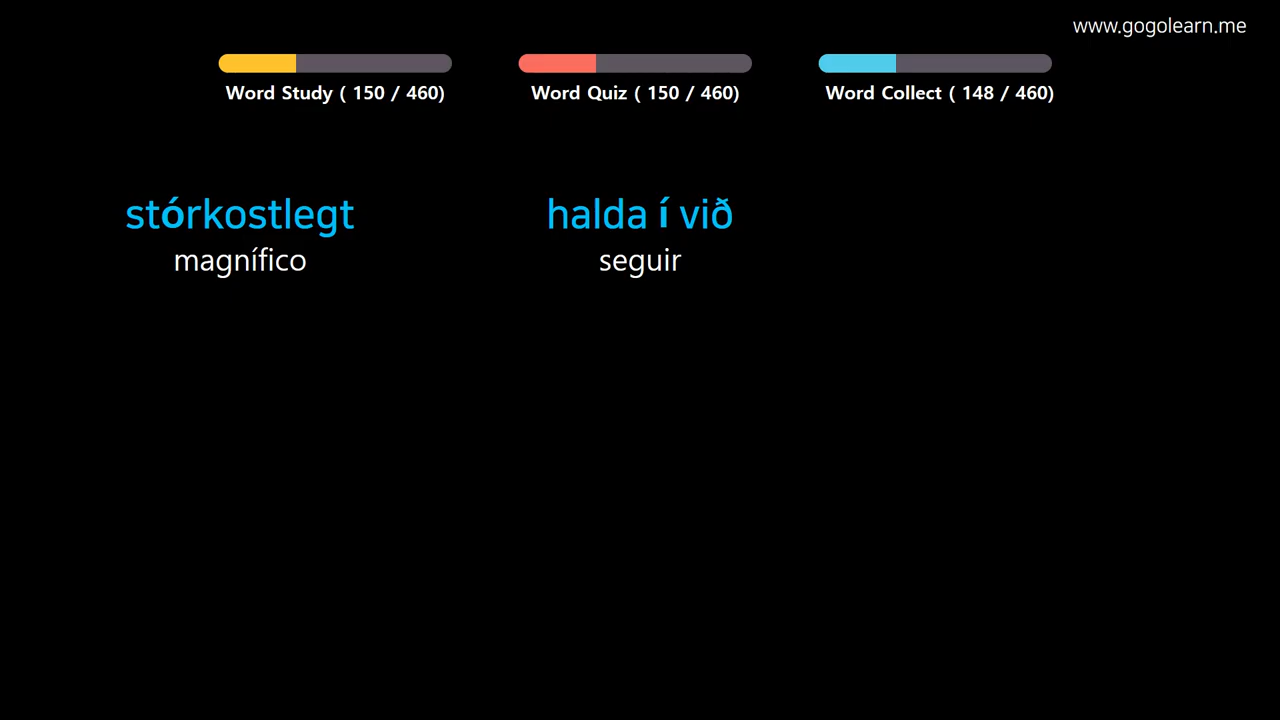 www.gogolearn.me
Word Study ( 150 / 460)
Word Quiz ( 150 / 460)
Word Collect ( 148 / 460)
stórkostlegt
magnífico
halda í við
seguir